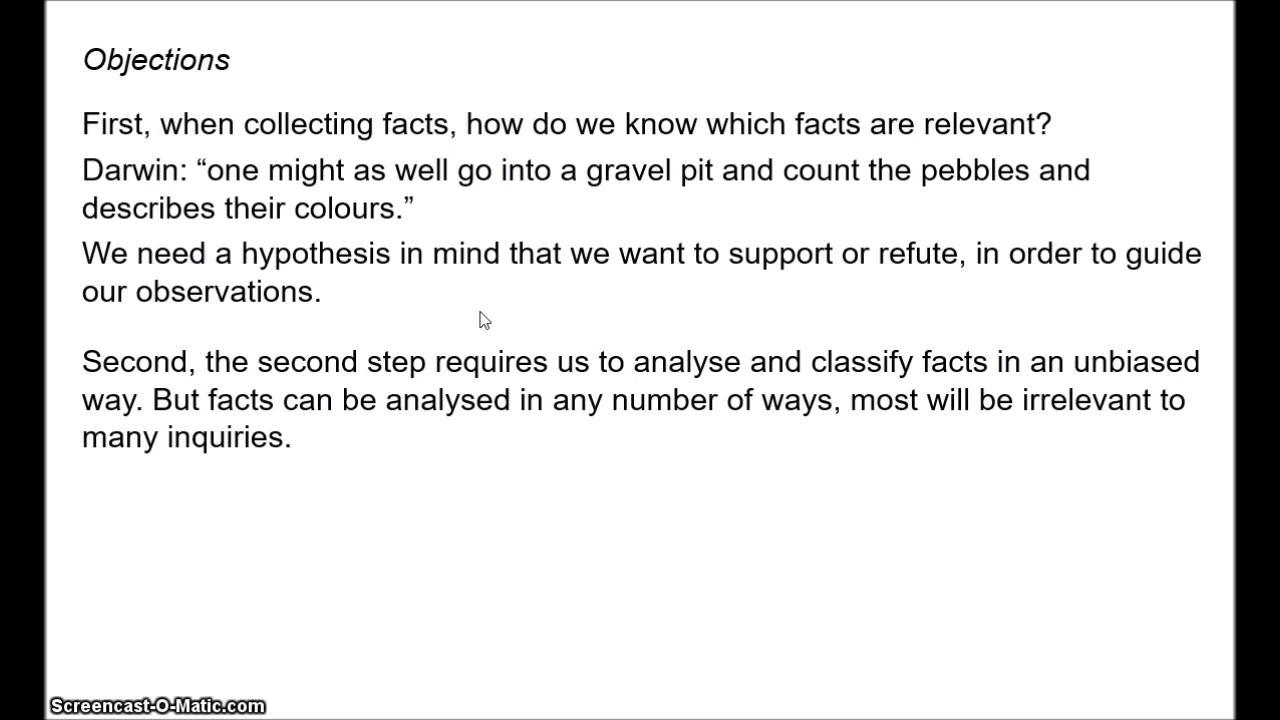 Objections
First, when collecting facts, how do we know which facts are relevant?
Darwin: “one might as well go into a gravel pit and count the pebbles and
describes their colours.”
We need a hypothesis in mind that we want to support or refute, in order to guide
our observations.
Second, the second step requires us to analyse and classify facts in an unbiased
way. But facts can be analysed in any number of ways, most will be irrelevant to
many inquiries.
Screencast-O-Matic.com